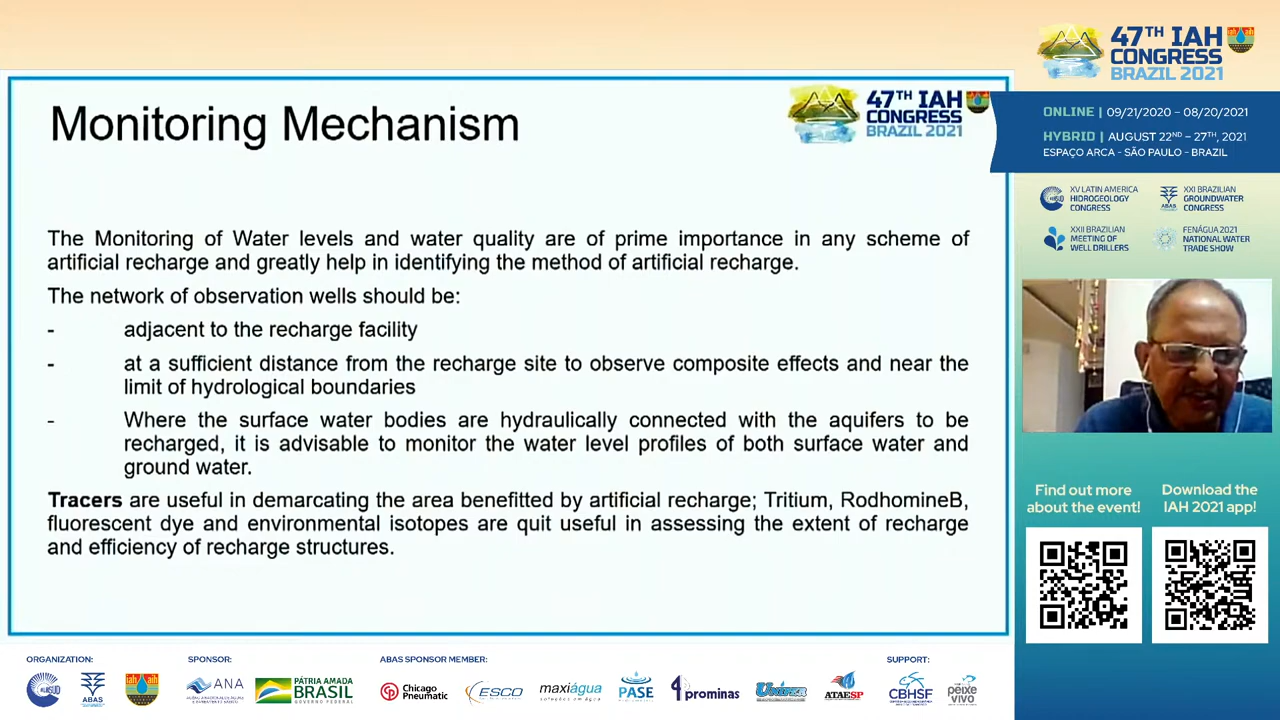 Monitoring Mechanism
47TH IAH
CONGRESS
BRAZIL 2021
The Monitoring of Water levels and water quality are of prime importance in any scheme of
artificial recharge and greatly help in identifying the method of artificial recharge.
The network of observation wells should be:
- adjacent to the recharge facility
- at a sufficient distance from the recharge site to observe composite effects and near the
limit of hydrological boundaries
- Where the surface water bodies are hydraulically connected with the aquifers to be
recharged, it is advisable to monitor the water level profiles of both surface water and
ground water.
Tracers are useful in demarcating the area benefitted by artificial recharge; Tritium, RodhomineB,
fluorescent dye and environmental isotopes are quit useful in assessing the extent of recharge
and efficiency of recharge structures.
47TH IAH
CONGRESS
BRAZIL 2021
ONLINE | 09/21/2020 – 08/20/2021
HYBRID | AUGUST 22ND – 27TH, 2021
ESPAÇO ARCA - SÃO PAULO - BRAZIL
XV LATIN AMERICA
HIDROGEOLOGY
CONGRESS
XXI BRAZILIAN
GROUNDWATER
CONGRESS
XXII BRAZILIAN
MEETING OF
WELL DRILLERS
FENÁGUA 2021
NATIONAL WATER
TRADE SHOW
Find out more
about the event!
Download the
IAH 2021 app!
ORGANIZATION:
ALHSUD
ABAS
iah aih
SPONSOR:
ANA
PÁTRIA AMADA
BRASIL
GOVERNO FEDERAL
ABAS SPONSOR MEMBER:
Chicago
Pneumatic
ESCO
maxiágua
soluções em água
PASE
prominas
UNIPER
ATAESP
SUPPORT:
CBHSF
peixe
vivo